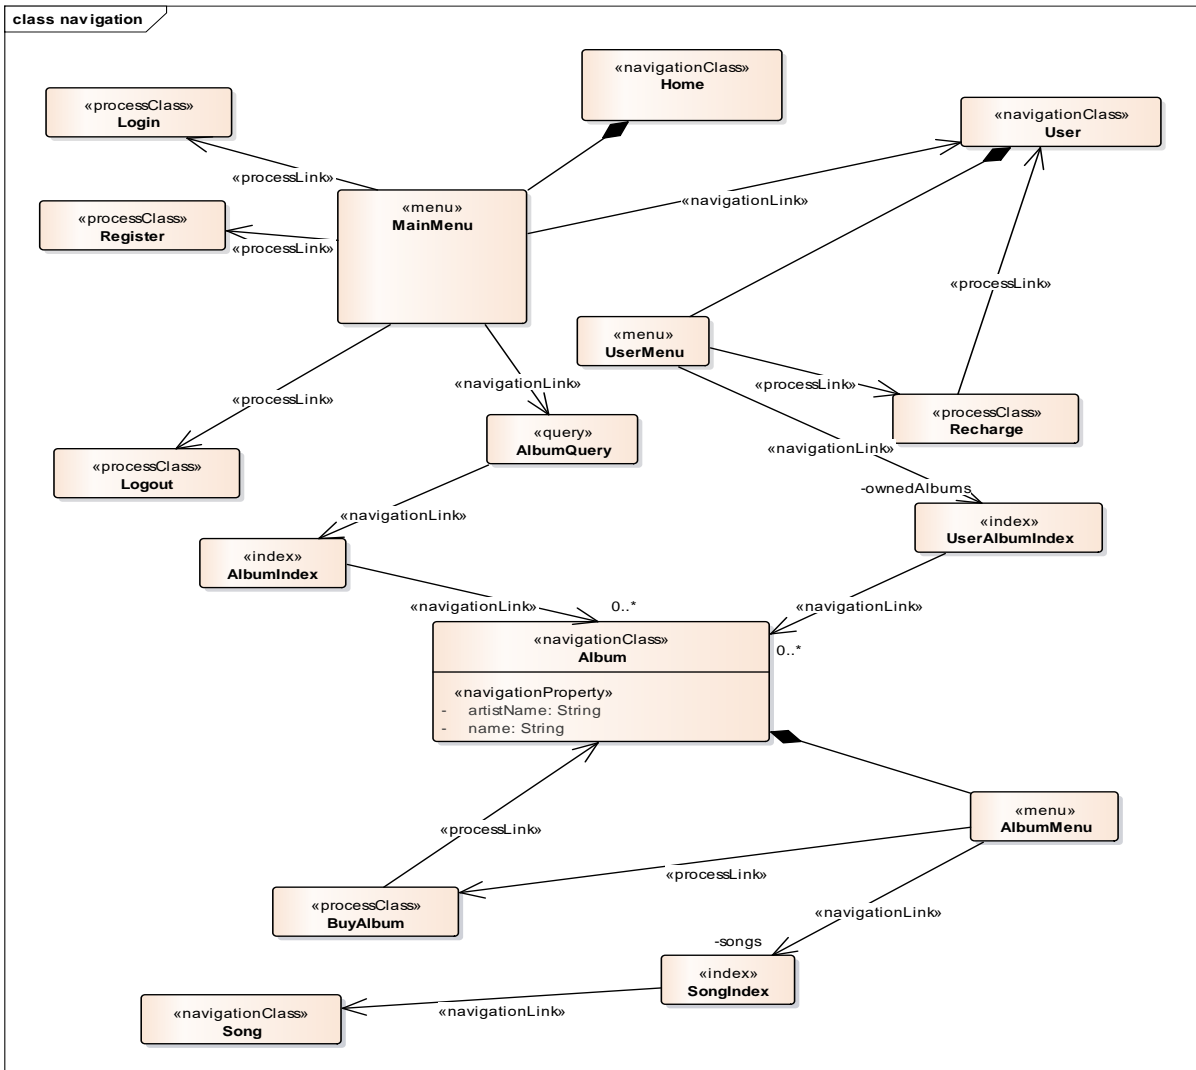 class navigation
«navigationClass»
Home
«processClass»
Login
«navigationClass»
User
«processLink»
«navigationLink»
«menu»
MainMenu
«processClass»
Register
«processLink»
«processLink»
«menu»
UserMenu
«navigationLink»
«processLink»
«processLink»
«processClass»
Recharge
«query»
AlbumQuery
«navigationLink»
«processClass»
Logout
-ownedAlbums
«navigationLink»
«index»
UserAlbumIndex
«index»
AlbumIndex
«navigationLink»
0..*
«navigationLink»
«navigationClass»
Album
0..*
«navigationProperty»
- artistName: String
- name: String
«menu»
AlbumMenu
«processLink»
«processLink»
«processClass»
BuyAlbum
«navigationLink»
-songs
«index»
SongIndex
«navigationClass»
Song
«navigationLink»